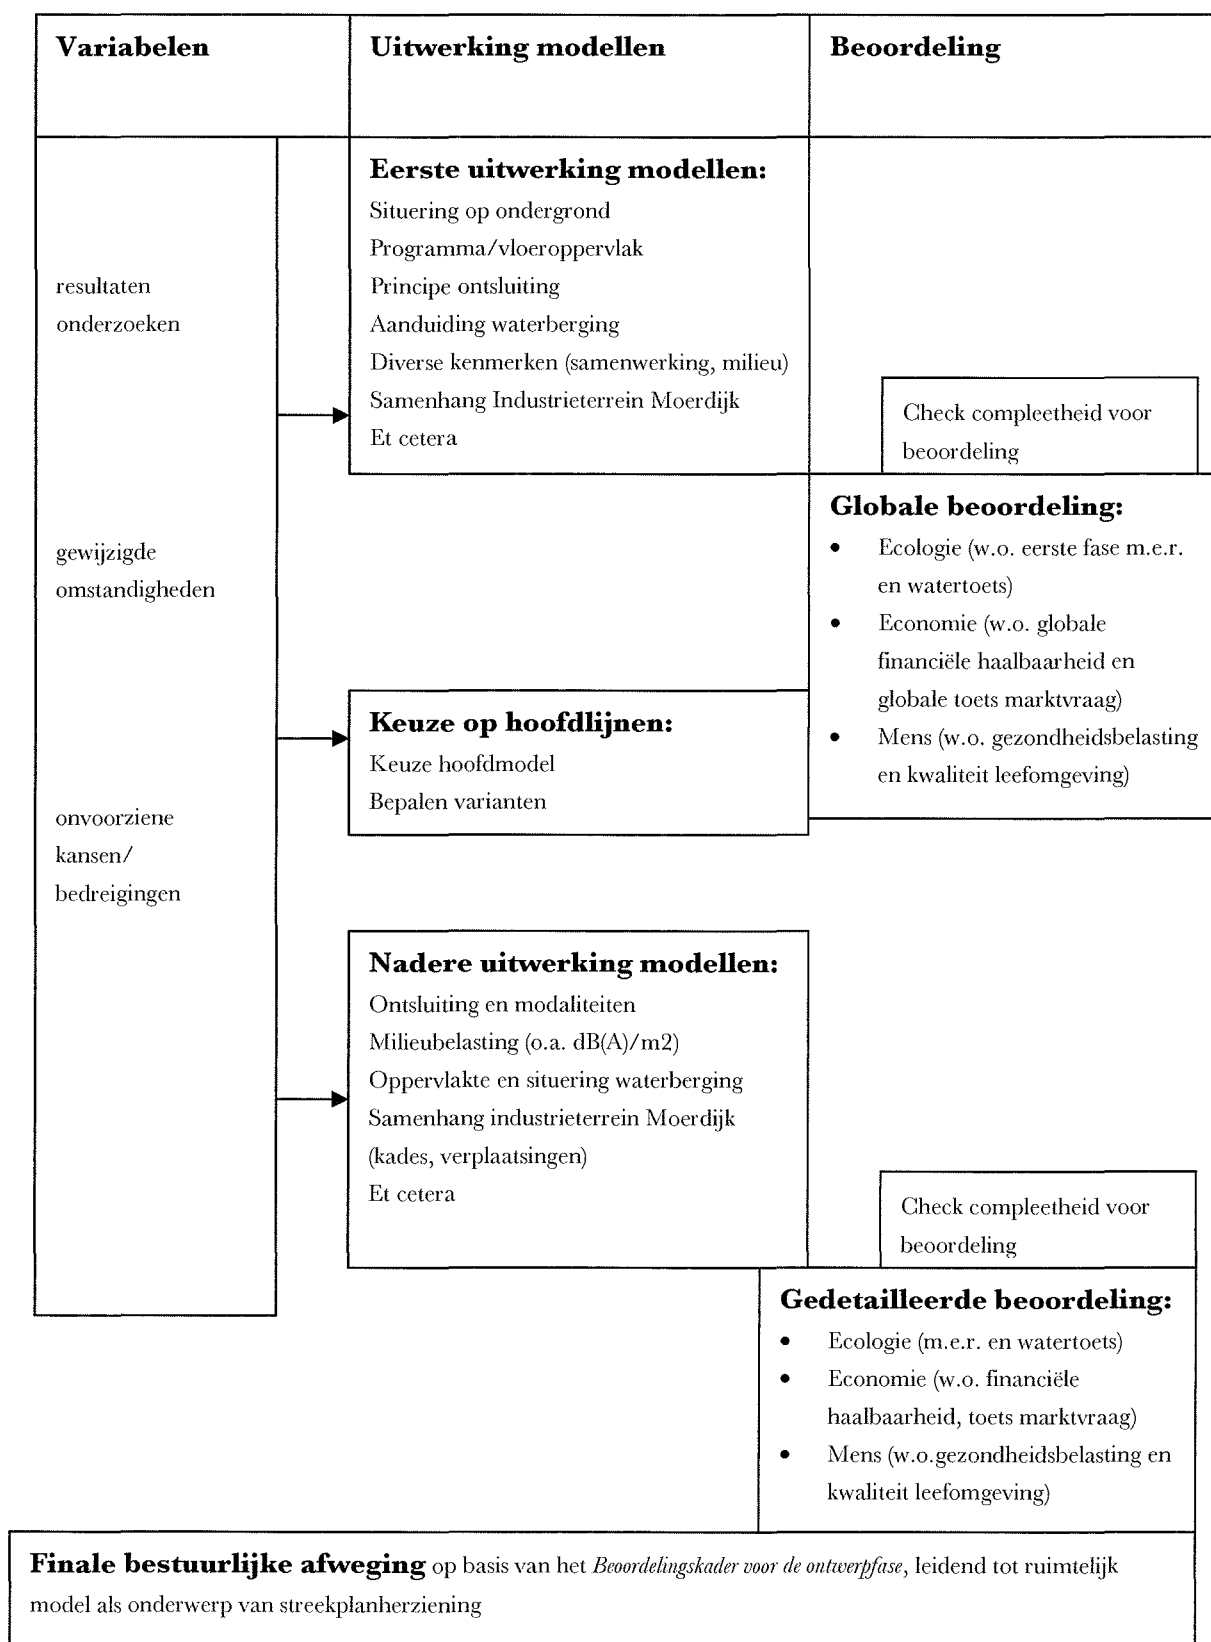 Variabelen
Uitwerking modellen
Beoordeling
resultaten
onderzoeken
gewijzigde
omstandigheden
onvoorziene
kansen/
bedreigingen
Eerste uitwerking modellen:
Situering op ondergrond
Programma/vloeroppervlak
Principe ontsluiting
Aanduiding waterberging
Diverse kenmerken (samenwerking, milieu)
Samenhang Industrieterrein Moerdijk
Et cetera
Check compleetheid voor
beoordeling
Globale beoordeling:
• Ecologie (w.o. eerste fase m.e.r.
en watertoets)
• Economie (w.o. globale
financiële haalbaarheid en
globale toets marktvraag)
• Mens (w.o. gezondheidsbelasting
en kwaliteit leefomgeving)
Keuze op hoofdlijnen:
Keuze hoofdmodel
Bepalen varianten
Nadere uitwerking modellen:
Ontsluiting en modaliteiten
Milieubelasting (o.a. dB(A)/m2)
Oppervlakte en situering waterberging
Samenhang industrieterrein Moerdijk
(kades, verplaatsingen)
Et cetera
Check compleetheid voor
beoordeling
Gedetailleerde beoordeling:
• Ecologie (m.e.r. en watertoets)
• Economie (w.o. financiële
haalbaarheid, toets marktvraag)
• Mens (w.o.gezondheidsbelasting en
kwaliteit leefomgeving)
Finale bestuurlijke afweging op basis van het Beoordelingskader voor de ontwerpfase, leidend tot ruimtelijk
model als onderwerp van streekplanherziening